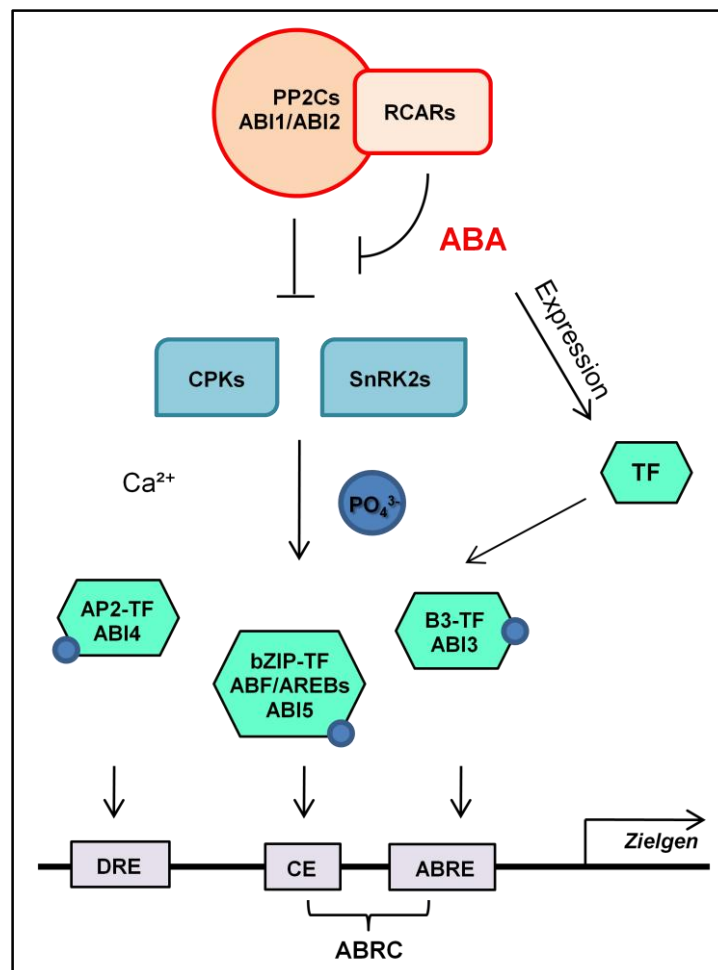 PP2Cs
ABI1/ABI2
RCARs
ABA
Expression
CPKs
SnRK2s
Ca²⁺
PO₄³⁻
TF
AP2-TF
ABI4
bZIP-TF
ABF/AREBs
ABI5
B3-TF
ABI3
DRE
CE
ABRE
Zielgen
ABRC